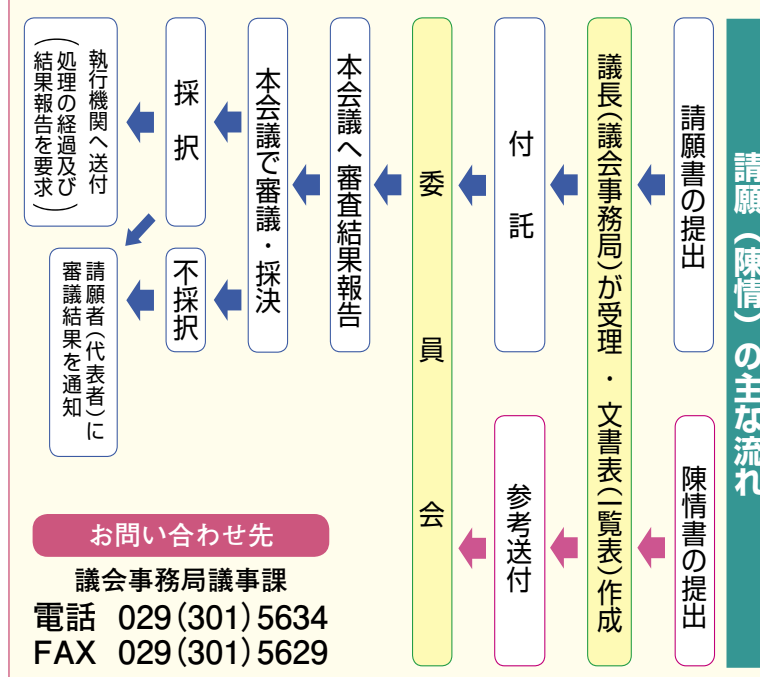 請願（陳情）の主な流れ
請願書の提出
陳情書の提出
議長（議会事務局）が受理・文書表（一覧表）作成
付託
参考送付
委員会
本会議へ審査結果報告
本会議で審議・採決
採択
不採択
執行機関へ送付
（処理の経過及び
結果報告を要求）
請願者（代表者）に
審議結果を通知
お問い合わせ先
議会事務局議事課
電話 029（301）5634
FAX 029（301）5629